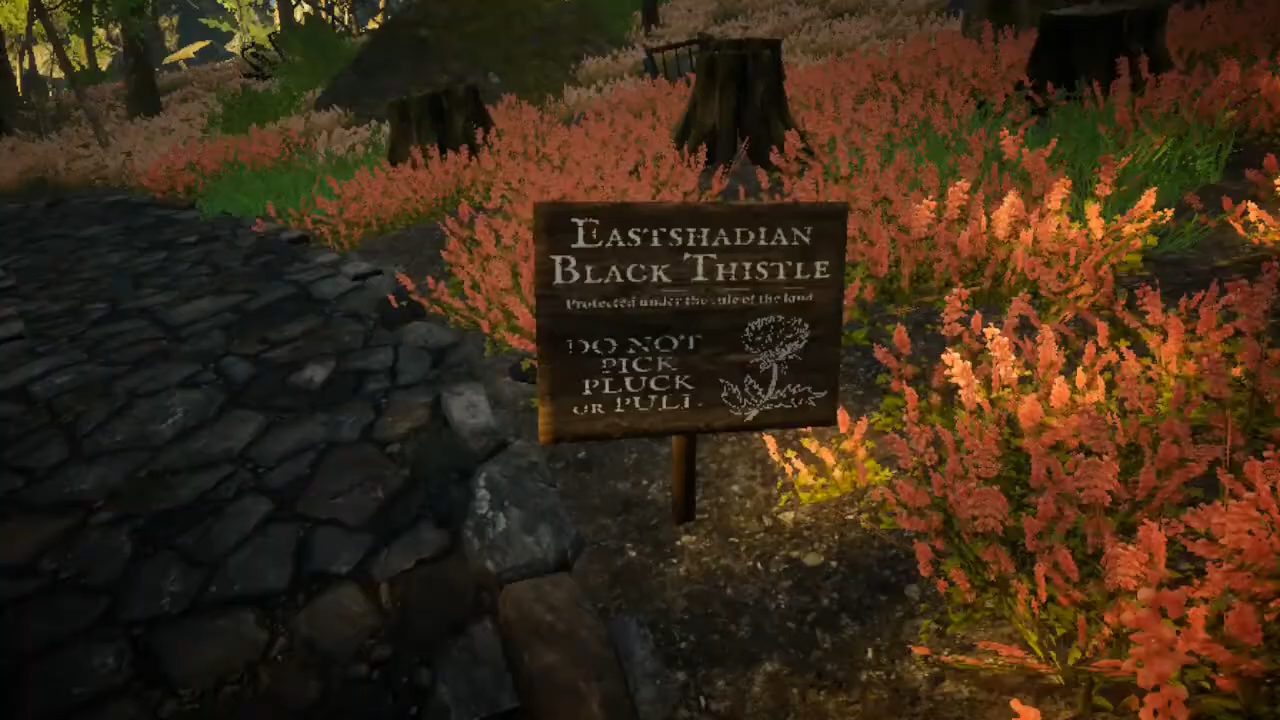 EASTSHADIAN
BLACK THISTLE
Protected under the rule of the land
DO NOT
PICK
PLUCK
OR PULL